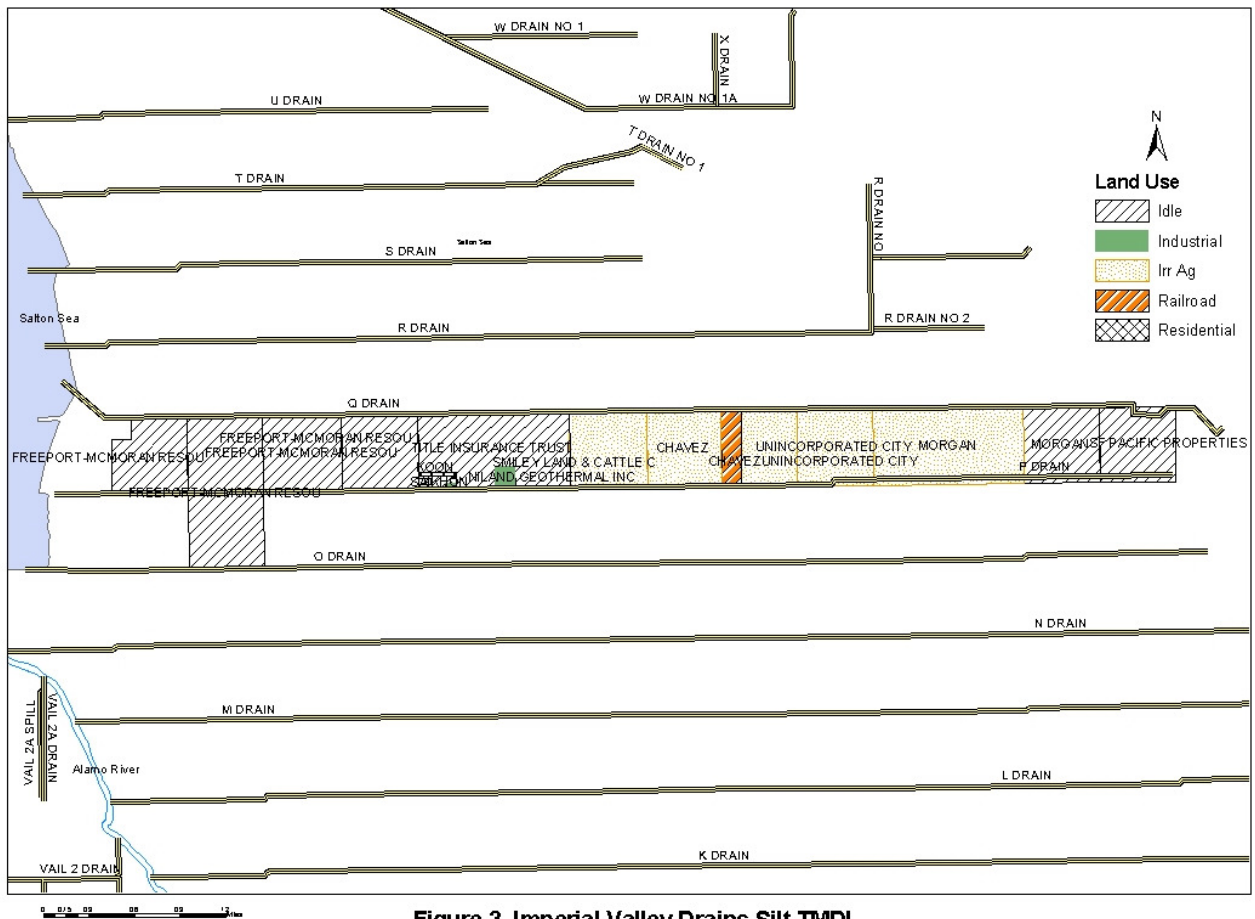 W DRAIN NO 1
X DRAIN
U DRAIN
W DRAIN NO 1A
N
T DRAIN NO 1
T DRAIN
R DRAIN NO
Land Use
Idle
Industrial
Irr Ag
Railroad
Residential
S DRAIN
Salton Sea
Salton Sea
R DRAIN
R DRAIN NO 2
Q DRAIN
FREEPORT-MCMORAN RESOU
TITLE INSURANCE TRUST
CHAVEZ
UNINCORPORATED CITY
MORGAN
MORGAN
SF PACIFIC PROPERTIES
FREEPORT-MCMORAN RESOU
FREEPORT-MCMORAN RESOU
SMILEY LAND & CATTLE C
CHAVEZ
UNINCORPORATED CITY
P DRAIN
KOON
NILAND GEOTHERMAL INC
FREEPORT-MCMORAN RESOU
O DRAIN
N DRAIN
VAIL 2A SPILL
VAIL 2A DRAIN
M DRAIN
Alamo River
L DRAIN
K DRAIN
VAIL 2 DRAIN
Miles
Figure 3. Imperial Valley Drains Silt TMDL